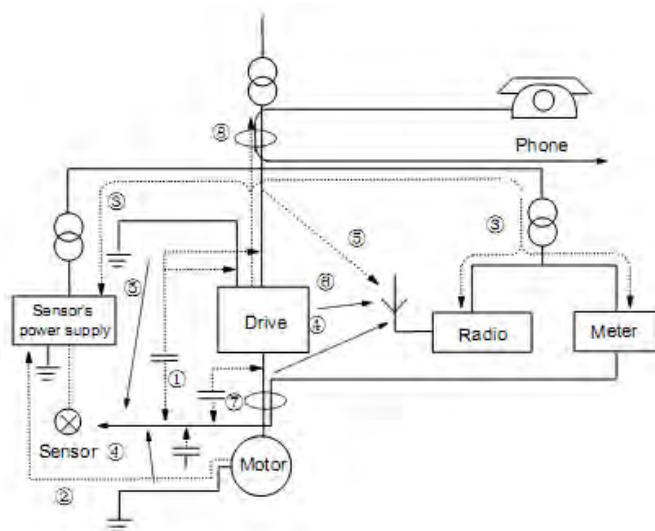 ⑧
Phone
③
③
⑤
⑤
⑥
Sensor's
power supply
Drive
④
Radio
Meter
①
⑦
Sensor
④
Motor
②